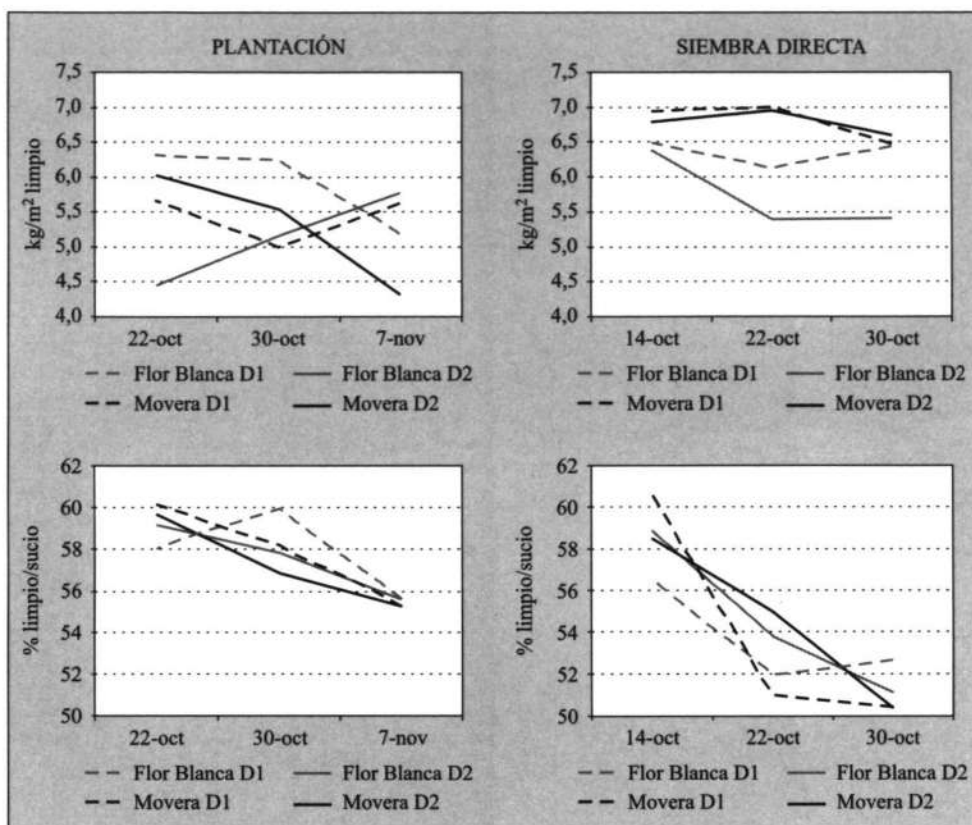 PLANTACIÓN
kg/m² limpio
7,5
7,0
6,5
6,0
5,5
5,0
4,5
4,0
22-oct 30-oct 7-nov
Flor Blanca D1 Flor Blanca D2
Movera D1 Movera D2
SIEMBRA DIRECTA
kg/m² limpio
7,5
7,0
6,5
6,0
5,5
5,0
4,5
4,0
14-oct 22-oct 30-oct
Flor Blanca D1 Flor Blanca D2
Movera D1 Movera D2
% limpio/sucio
62
60
58
56
54
52
50
22-oct 30-oct 7-nov
Flor Blanca D1 Flor Blanca D2
Movera D1 Movera D2
% limpio/sucio
62
60
58
56
54
52
50
14-oct 22-oct 30-oct
Flor Blanca D1 Flor Blanca D2
Movera D1 Movera D2